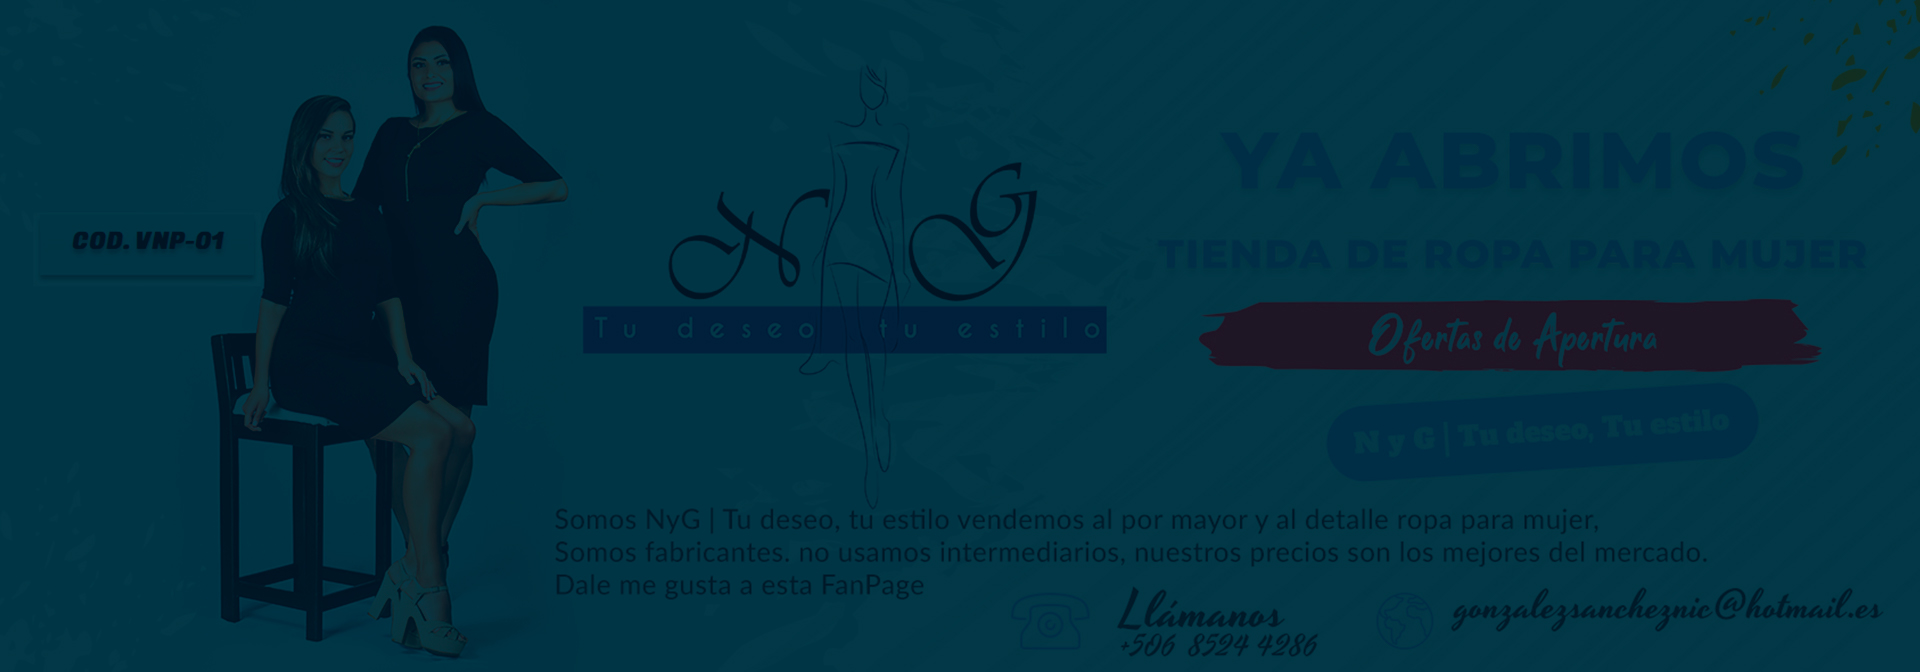 COD. VNP-01
N G
Tu deseo tu estilo
YA ABRIMOS
TIENDA DE ROPA PARA MUJER
Ofertas de Apertura
N y G | Tu deseo, Tu estilo
Somos NyG | Tu deseo, tu estilo vendemos al por mayor y al detalle ropa para mujer,
Somos fabricantes. no usamos intermediarios, nuestros precios son los mejores del mercado.
Dale me gusta a esta FanPage
Llámanos
+506 8524 4286
gonzalezsancheznic@hotmail.es